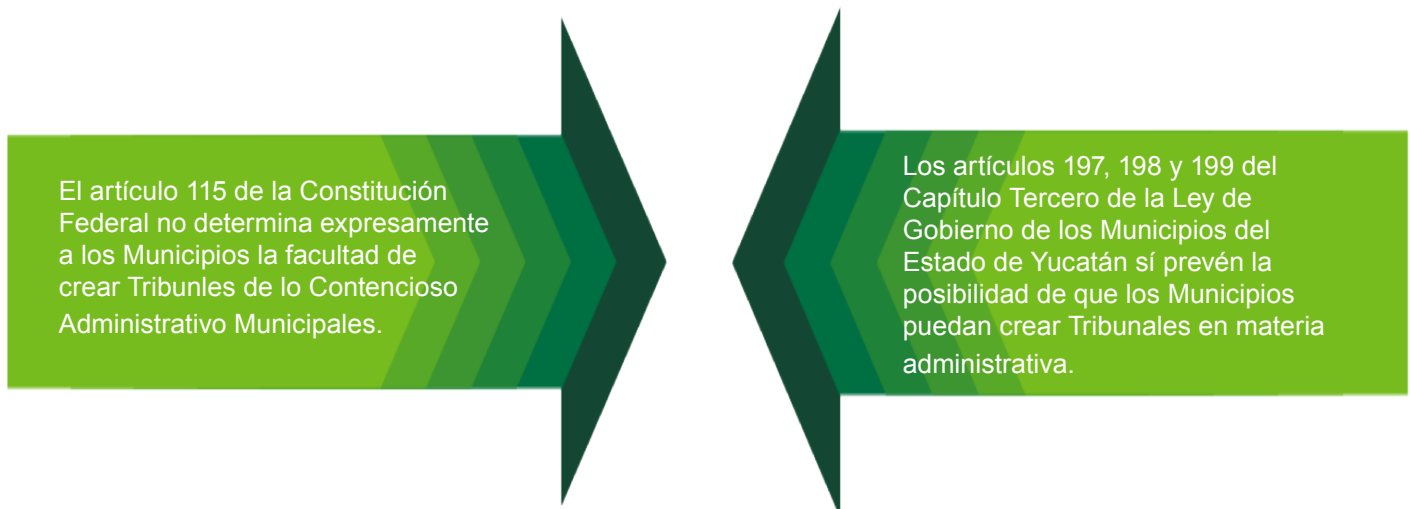 El artículo 115 de la Constitución
Federal no determina expresamente
a los Municipios la facultad de
crear Tribunles de lo Contencioso
Administrativo Municipales.
Los artículos 197, 198 y 199 del
Capítulo Tercero de la Ley de
Gobierno de los Municipios del
Estado de Yucatán sí prevén la
posibilidad de que los Municipios
puedan crear Tribunales en materia
administrativa.